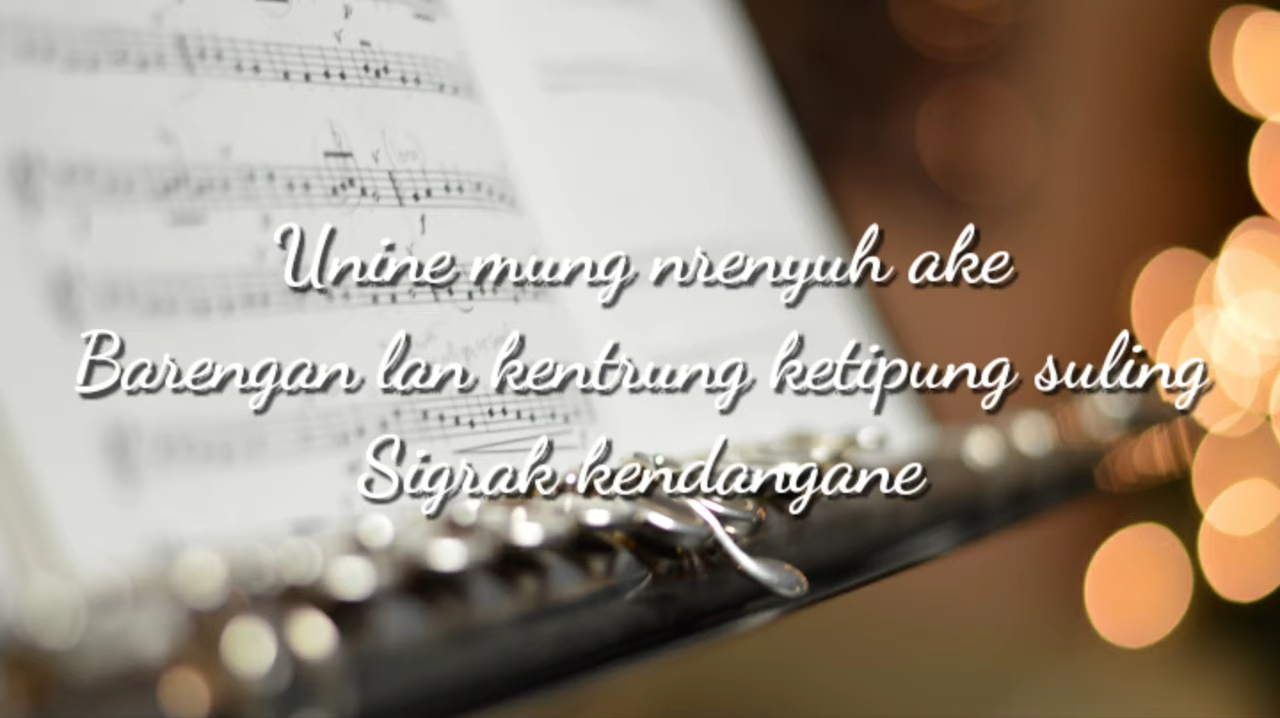 Unine mung nrenyuh ake
Barengan lan kentrung ketipung suling
Sigrak kendangane